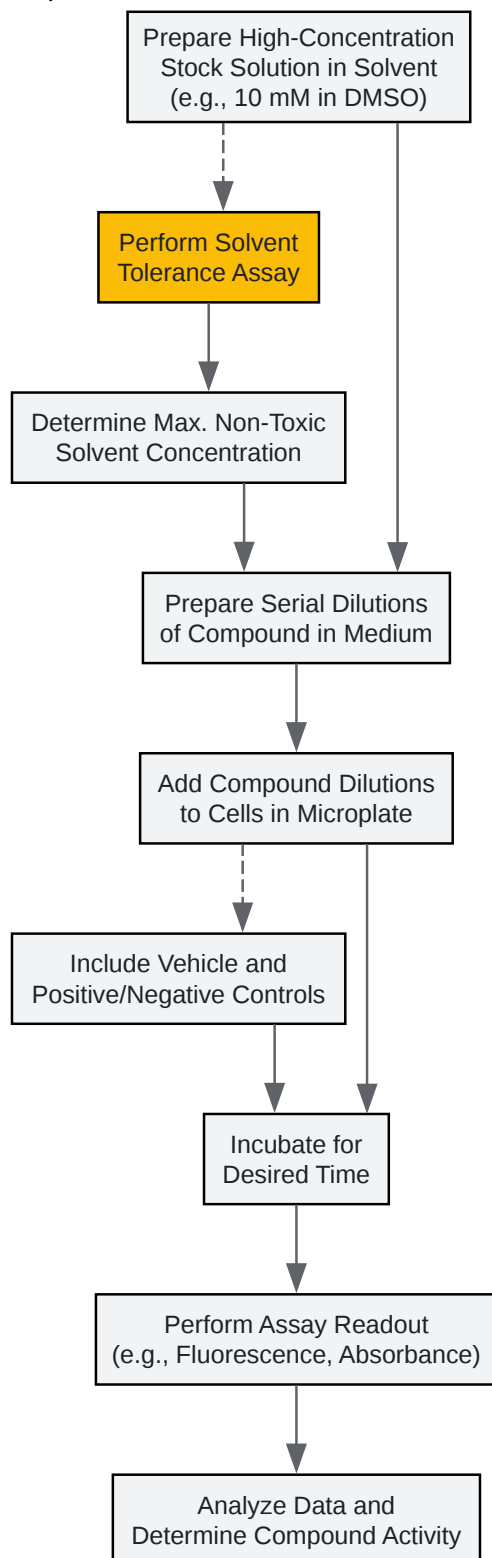 Prepare High-Concentration
Stock Solution in Solvent
(e.g., 10 mM in DMSO)
Perform Solvent
Tolerance Assay
Determine Max. Non-Toxic
Solvent Concentration
Prepare Serial Dilutions
of Compound in Medium
Add Compound Dilutions
to Cells in Microplate
Include Vehicle and
Positive/Negative Controls
Incubate for
Desired Time
Perform Assay Readout
(e.g., Fluorescence, Absorbance)
Analyze Data and
Determine Compound Activity